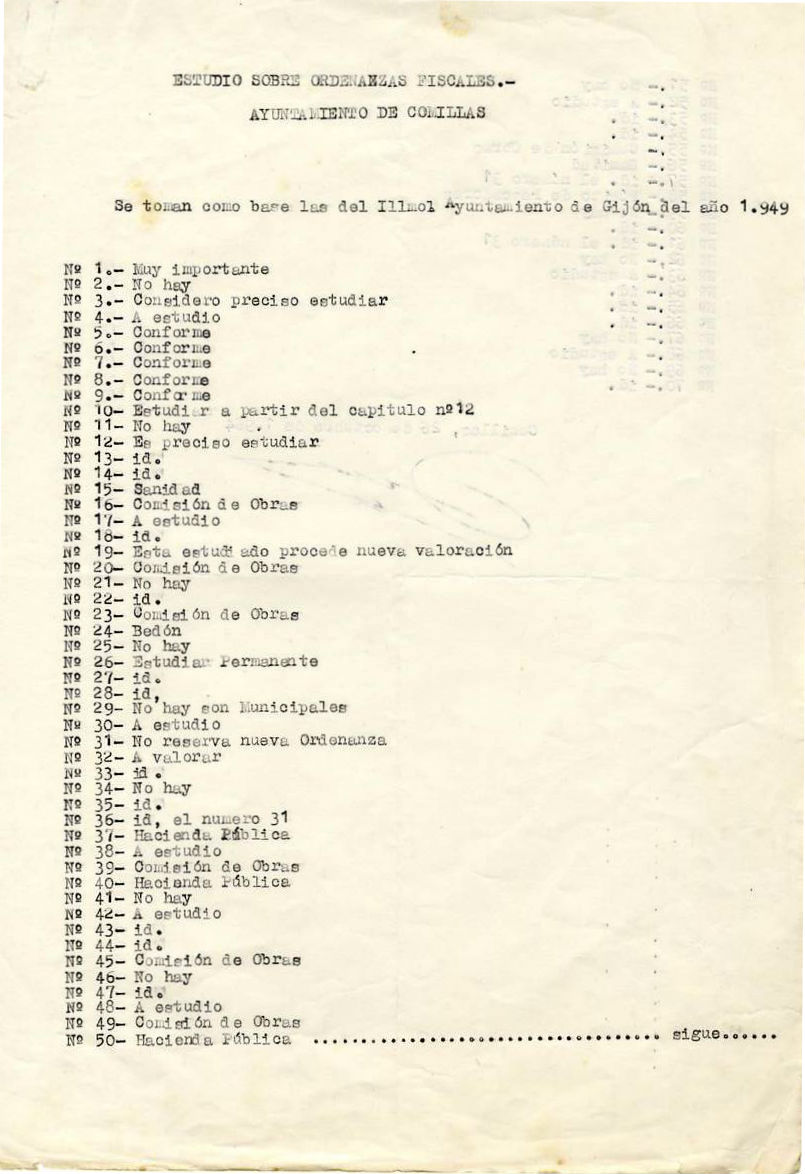 ESTUDIO SOBRE ORDENANZAS FISCALES.-
AYUNTAMIENTO DE COMILLAS
Se toman como base las del Illmol Ayuntamiento de Gijón del año 1.949
Nº 1.- Muy importante
Nº 2.- No hay
Nº 3.- Considero preciso estudiar
Nº 4.- A estudio
Nº 5.- Conforme
Nº 6.- Conforme
Nº 7.- Conforme
Nº 8.- Conforme
Nº 9.- Conforme
Nº 10- Estudiar a partir del capitulo nº12
Nº 11- No hay
Nº 12- Es preciso estudiar
Nº 13- id.
Nº 14- id.
Nº 15- Sanidad
Nº 16- Comisión de Obras
Nº 17- A estudio
Nº 18- id.
Nº 19- Esta estudiado procede nueva valoración
Nº 20- Comisión de Obras
Nº 21- No hay
Nº 22- id.
Nº 23- Comisión de Obras
Nº 24- Bedón
Nº 25- No hay
Nº 26- Estudiar Permanente
Nº 27- id.
Nº 28- id,
Nº 29- No hay son Municipales
Nº 30- A estudio
Nº 31- No reserva nueva Ordenanza
Nº 32- A valorar
Nº 33- id.
Nº 34- No hay
Nº 35- id.
Nº 36- id, el numero 31
Nº 37- Hacienda Pública
Nº 38- A estudio
Nº 39- Comisión de Obras
Nº 40- Hacienda Pública
Nº 41- No hay
Nº 42- A estudio
Nº 43- id.
Nº 44- id.
Nº 45- Comisión de Obras
Nº 46- No hay
Nº 47- id.
Nº 48- A estudio
Nº 49- Comisión de Obras
Nº 50- Hacienda Pública ...................................... sigue......